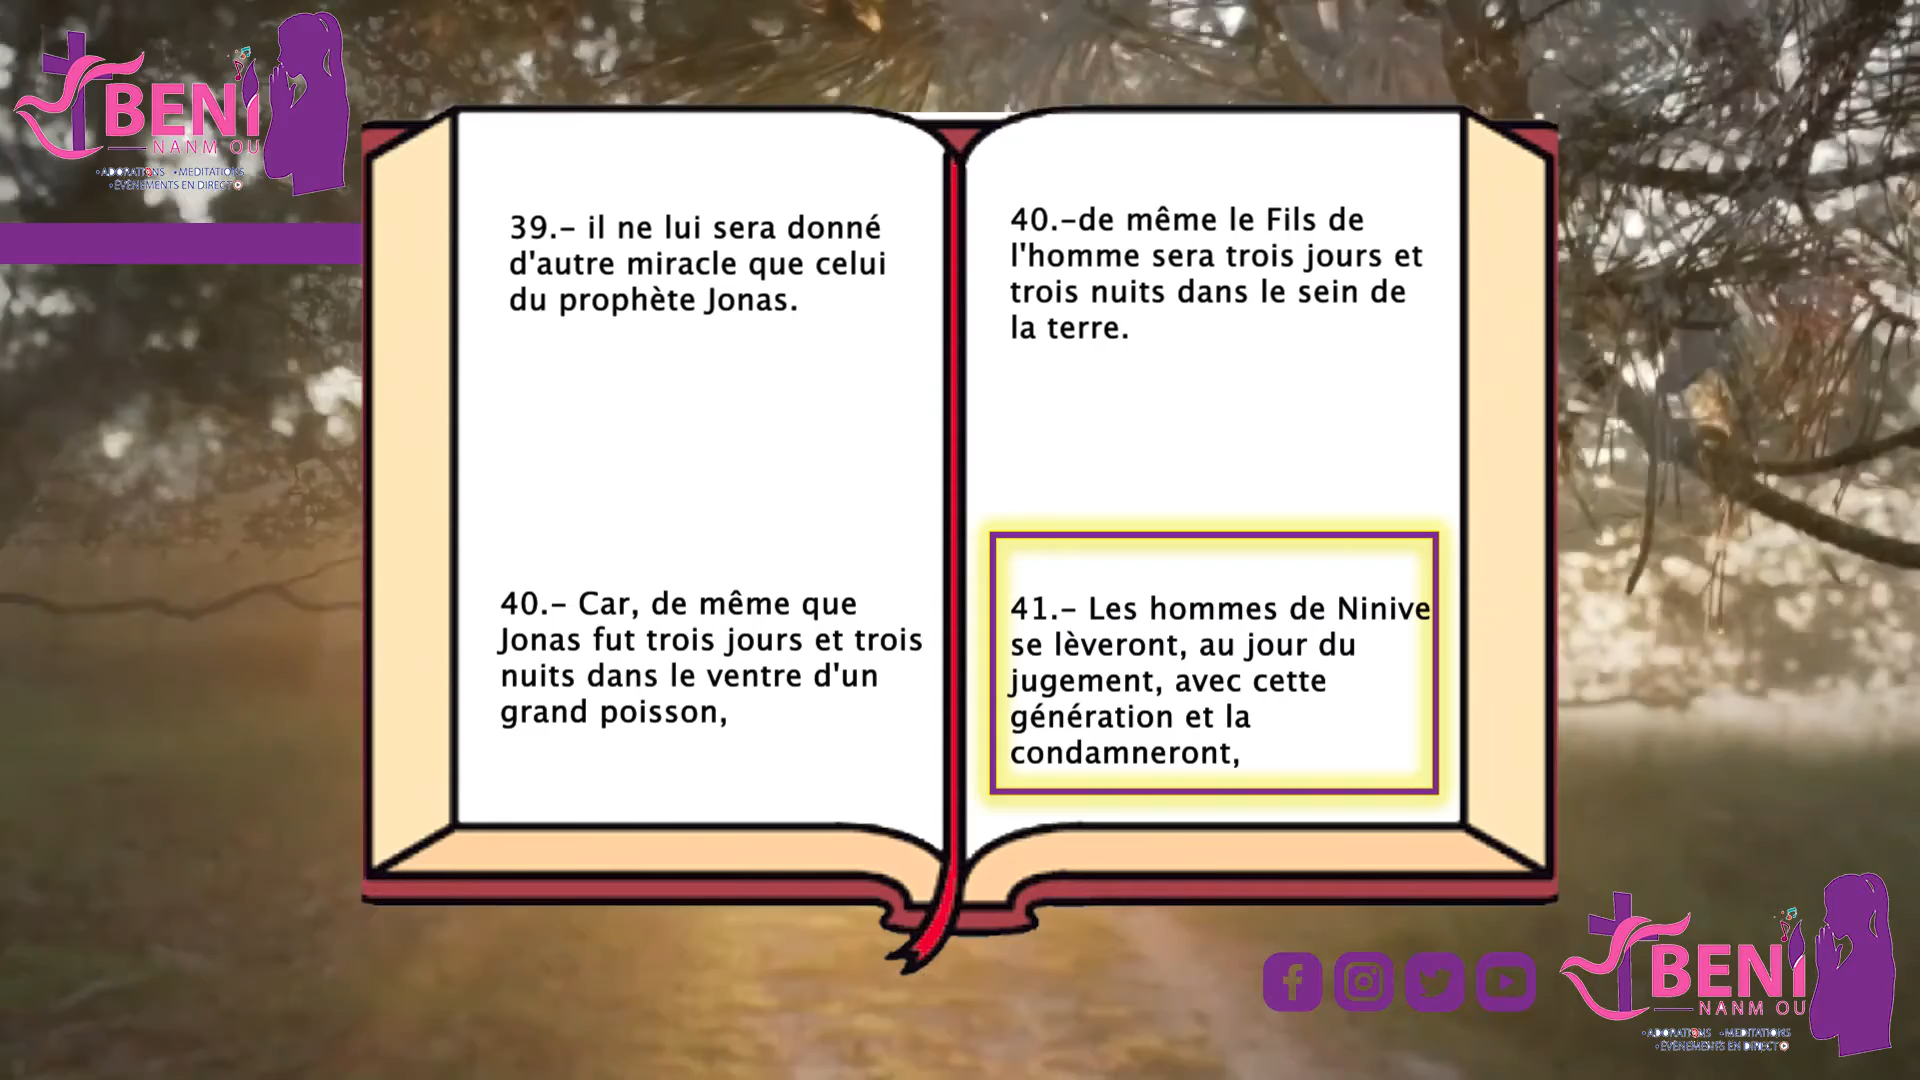 BENi
NANM OU
•ADORATIONS •MEDITATIONS
•ÉVÈNEMENTS EN DIRECT
39.- il ne lui sera donné
d'autre miracle que celui
du prophète Jonas.
40.- Car, de même que
Jonas fut trois jours et trois
nuits dans le ventre d'un
grand poisson,
40.-de même le Fils de
l'homme sera trois jours et
trois nuits dans le sein de
la terre.
41.- Les hommes de Ninive
se lèveront, au jour du
jugement, avec cette
génération et la
condamneront,
BENi
NANM OU
•ADORATIONS •MEDITATIONS
•ÉVÈNEMENTS EN DIRECT